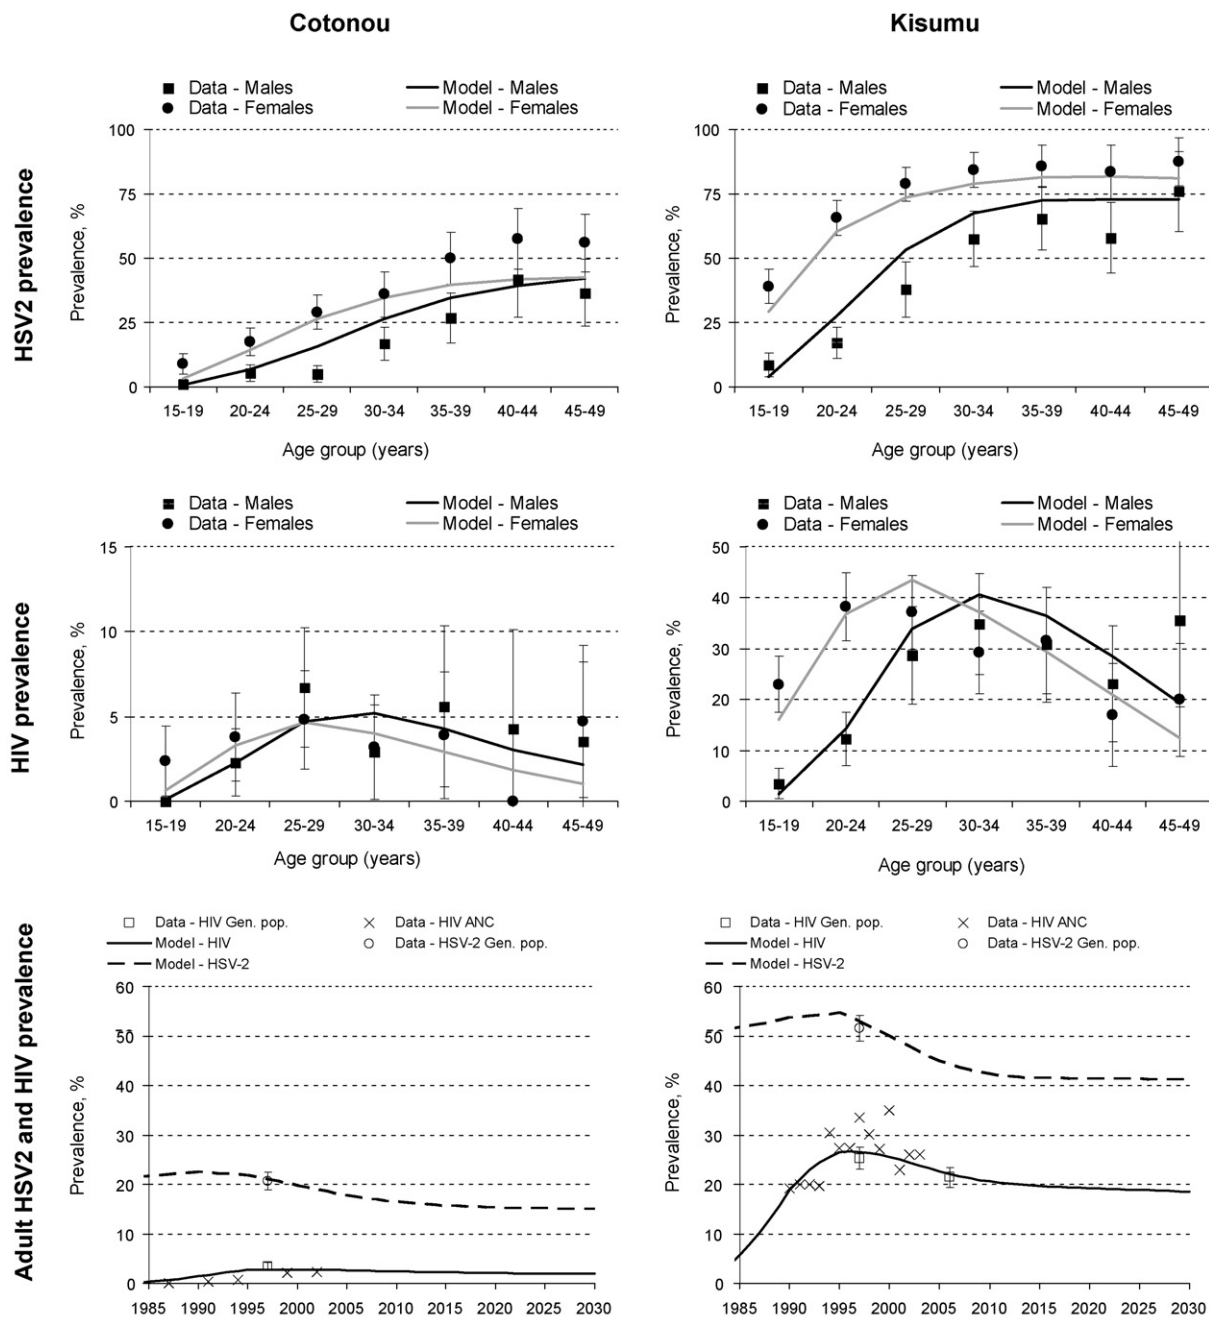 Cotonou
Kisumu
HSV2 prevalence
Data - Males
Model - Males
Data - Females
Model - Females
Prevalence, %
100
75
50
25
0
15-19 20-24 25-29 30-34 35-39 40-44 45-49
Age group (years)
Data - Males
Model - Males
Data - Females
Model - Females
Prevalence, %
100
75
50
25
0
15-19 20-24 25-29 30-34 35-39 40-44 45-49
Age group (years)
HIV prevalence
Data - Males
Model - Males
Data - Females
Model - Females
Prevalence, %
15
10
5
0
15-19 20-24 25-29 30-34 35-39 40-44 45-49
Age group (years)
Data - Males
Model - Males
Data - Females
Model - Females
Prevalence, %
50
40
30
20
10
0
15-19 20-24 25-29 30-34 35-39 40-44 45-49
Age group (years)
Adult HSV2 and HIV prevalence
Data - HIV Gen. pop.
Data - HIV ANC
Model - HIV
Data - HSV-2 Gen. pop.
Model - HSV-2
Prevalence, %
60
50
40
30
20
10
0
1985 1990 1995 2000 2005 2010 2015 2020 2025 2030
Data - HIV Gen. pop.
Data - HIV ANC
Model - HIV
Data - HSV-2 Gen. pop.
Model - HSV-2
Prevalence, %
60
50
40
30
20
10
0
1985 1990 1995 2000 2005 2010 2015 2020 2025 2030